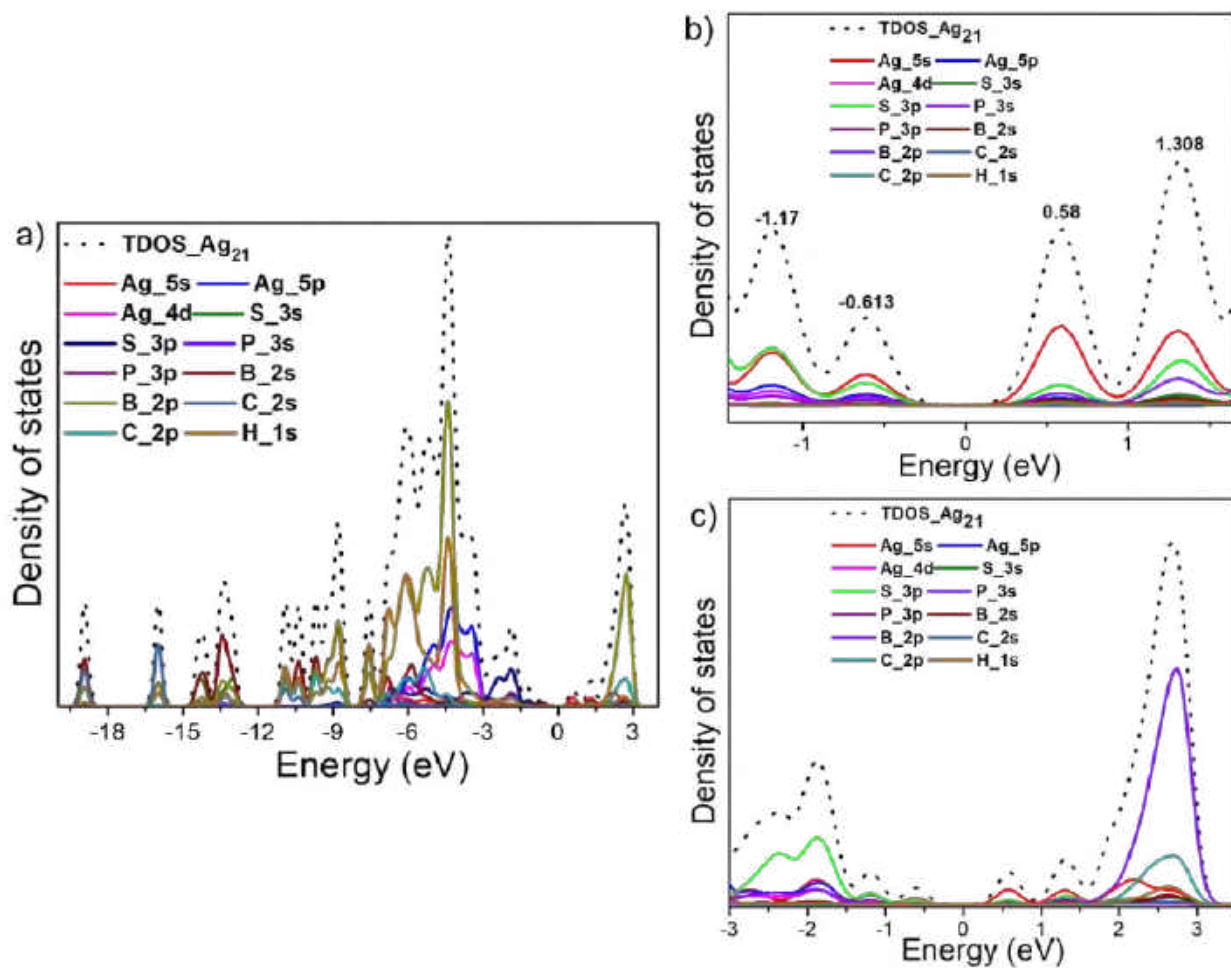 a)
TDOS_Ag21
Ag_5s Ag_5p
Ag_4d S_3s
S_3p P_3s
P_3p B_2s
B_2p C_2s
C_2p H_1s
Density of states
-18 -15 -12 -9 -6 -3 0 3
Energy (eV)
b)
TDOS_Ag21
Ag_5s Ag_5p
Ag_4d S_3s
S_3p P_3s
P_3p B_2s
B_2p C_2s
C_2p H_1s
-1.17
-0.613
0.58
1.308
Density of states
-1 0 1
Energy (eV)
c)
TDOS_Ag21
Ag_5s Ag_5p
Ag_4d S_3s
S_3p P_3s
P_3p B_2s
B_2p C_2s
C_2p H_1s
Density of states
-3 -2 -1 0 1 2 3
Energy (eV)